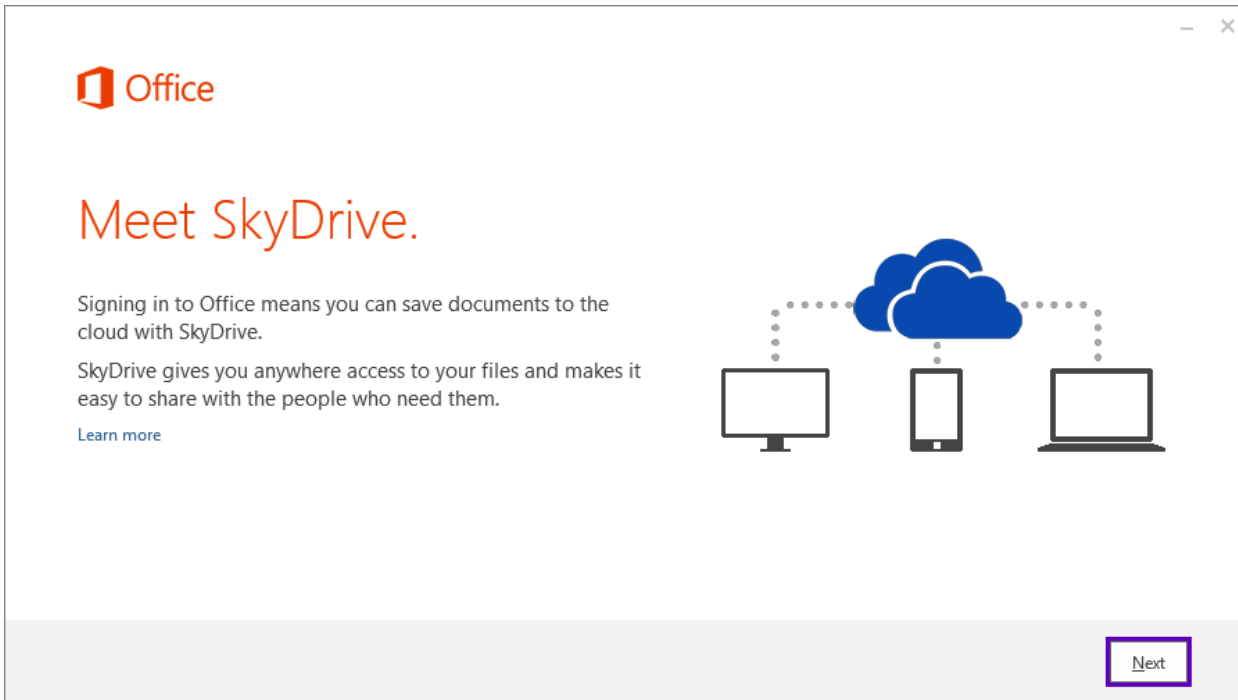 Office
Meet SkyDrive.
Signing in to Office means you can save documents to the
cloud with SkyDrive.
SkyDrive gives you anywhere access to your files and makes it
easy to share with the people who need them.
Learn more
Next